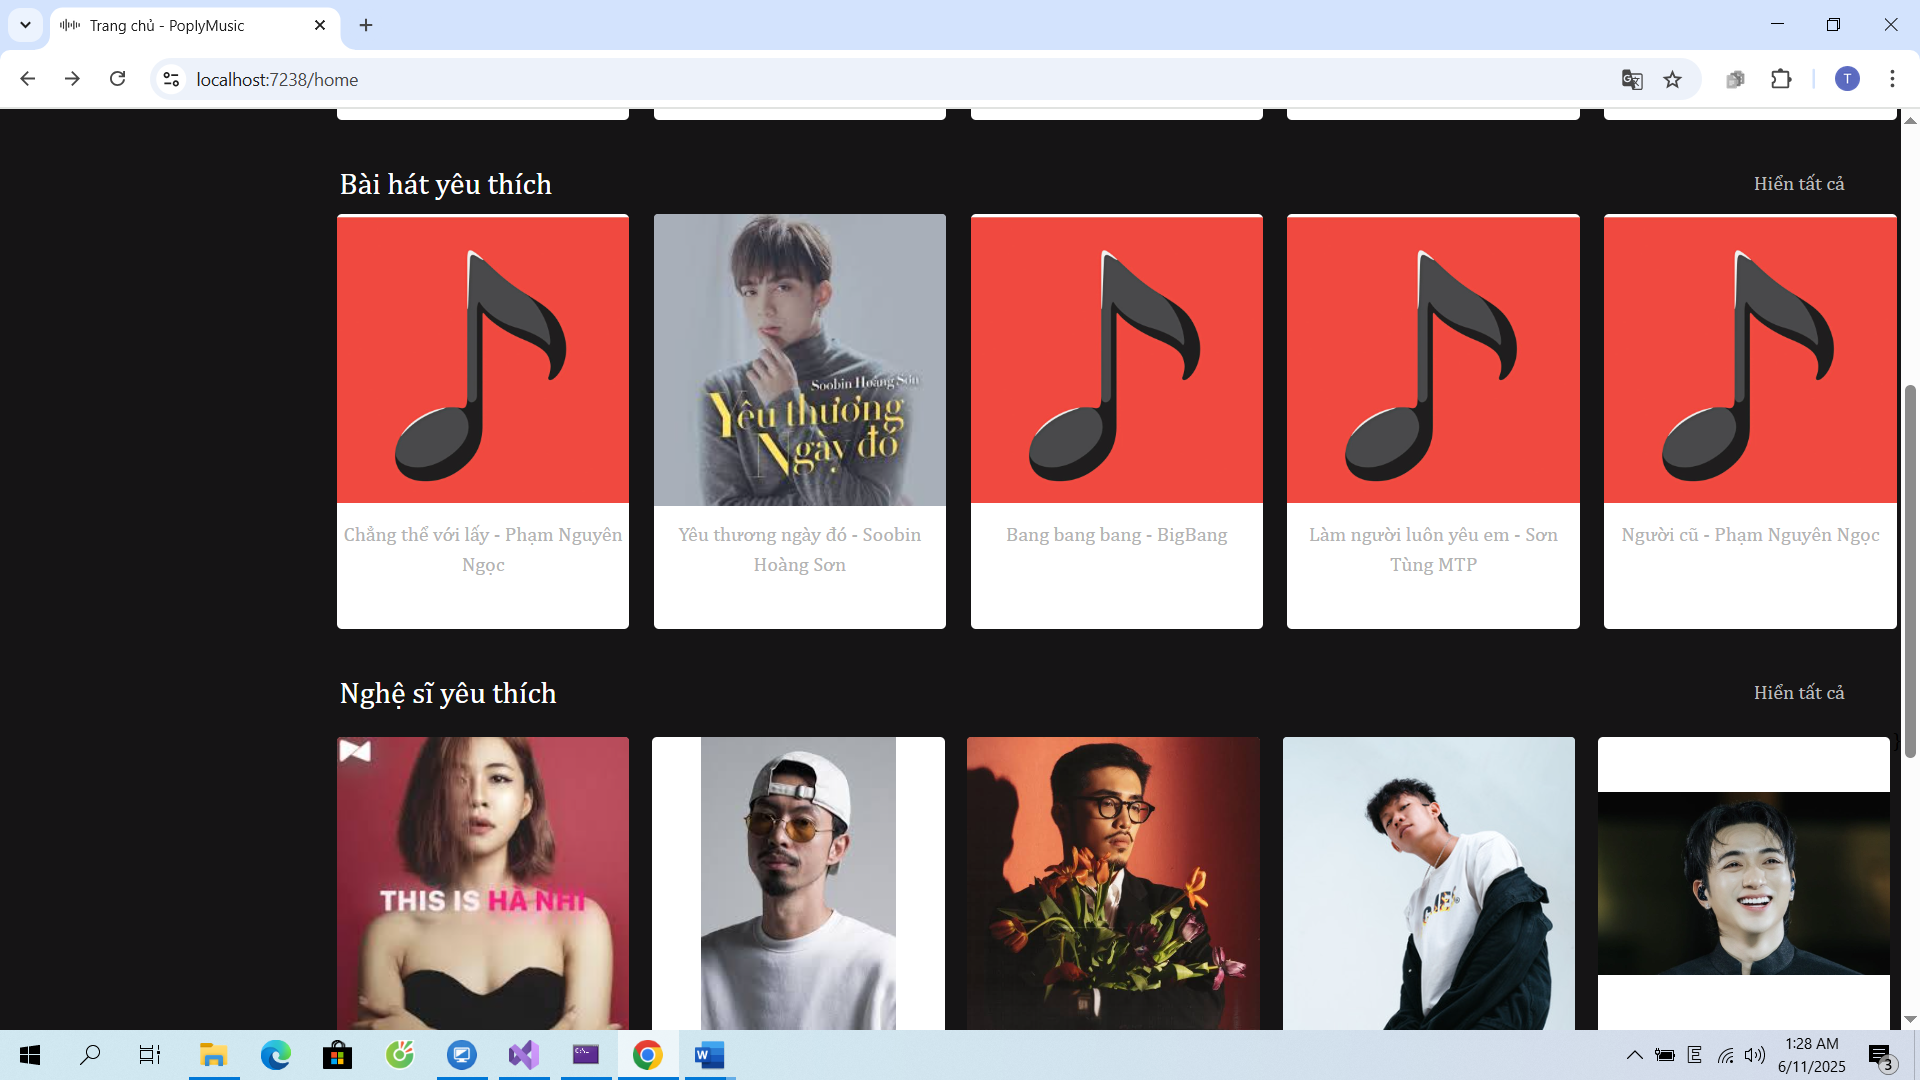 Trang chủ - PoplyMusic
localhost:7238/home
T
Bài hát yêu thích
Hiển tất cả
Soobin Hoàng Sơn
Yêu thương
Ngày đó
Chẳng thể với lấy - Phạm Nguyên
Ngọc
Yêu thương ngày đó - Soobin
Hoàng Sơn
Bang bang bang - BigBang
Làm người luôn yêu em - Sơn
Tùng MTP
Người cũ - Phạm Nguyên Ngọc
Nghệ sĩ yêu thích
Hiển tất cả
THIS IS HÀ NHI
1:28 AM
6/11/2025
3